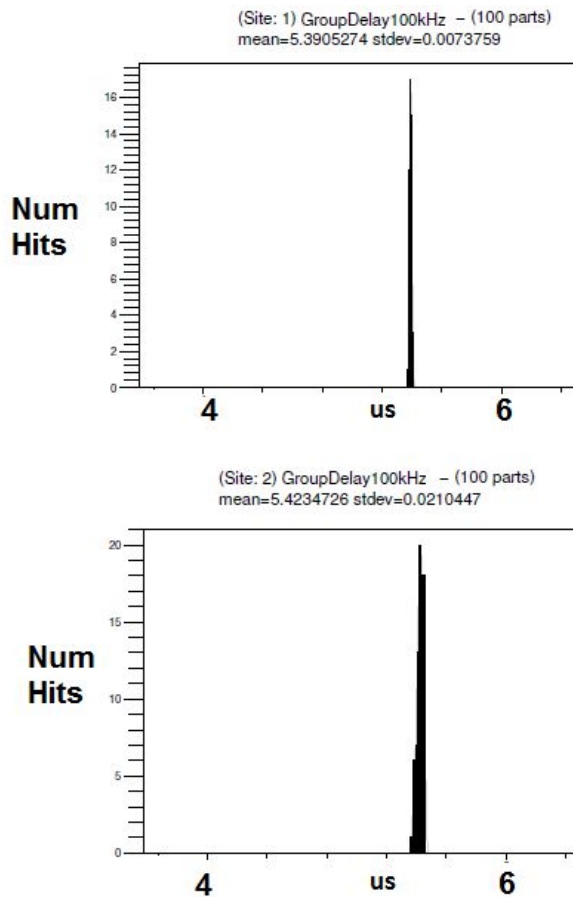 (Site: 1) GroupDelay100kHz – (100 parts)
mean=5.3905274 stdev=0.0073759
16
14
12
10
8
6
4
2
0
Num
Hits
4
us
6
(Site: 2) GroupDelay100kHz – (100 parts)
mean=5.4234726 stdev=0.0210447
20
15
10
5
0
Num
Hits
4
us
6